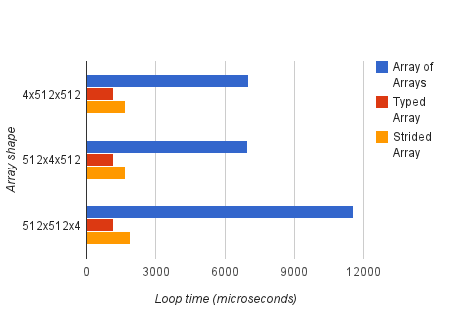 Array of
Arrays
Typed
Array
Strided
Array
4x512x512
512x4x512
512x512x4
Array shape
0 3000 6000 9000 12000
Loop time (microseconds)